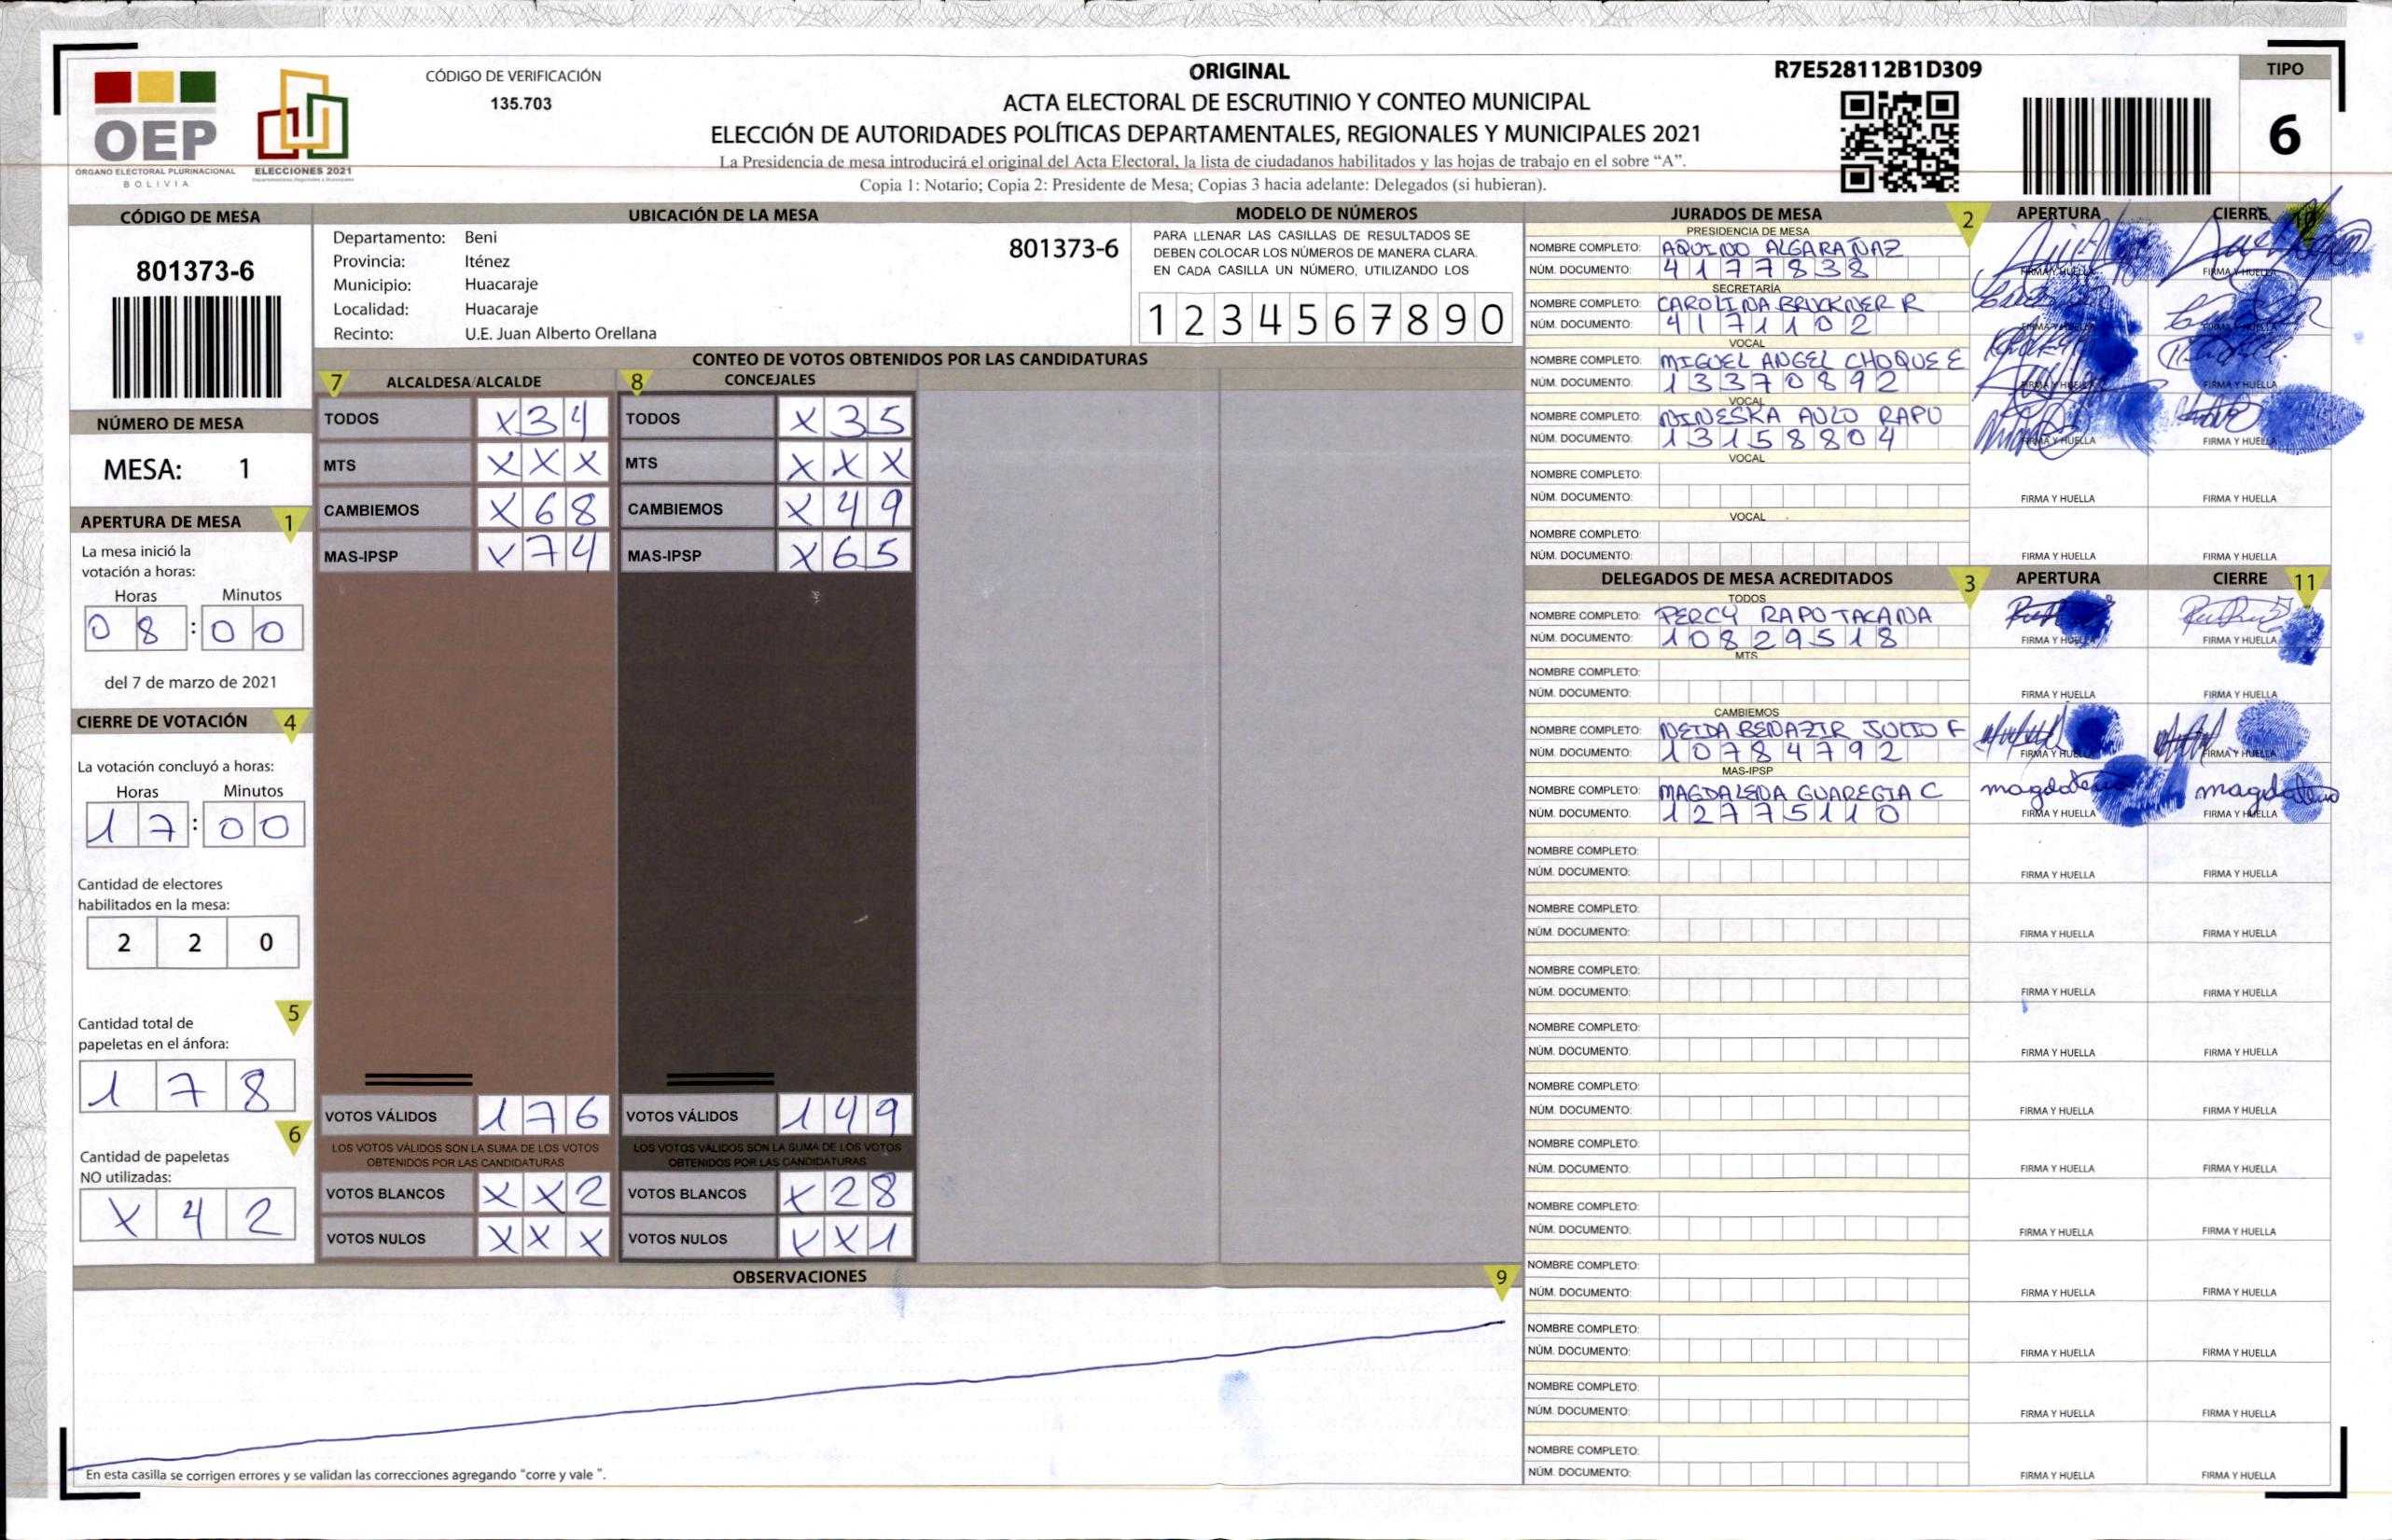 OEP
ÓRGANO ELECTORAL PLURINACIONAL
BOLIVIA
ELECCIONES 2021
CÓDIGO DE VERIFICACIÓN
135.703
ORIGINAL
ACTA ELECTORAL DE ESCRUTINIO Y CONTEO MUNICIPAL
ELECCIÓN DE AUTORIDADES POLÍTICAS DEPARTAMENTALES, REGIONALES Y MUNICIPALES 2021
La Presidencia de mesa introducirá el original del Acta Electoral, la lista de ciudadanos habilitados y las hojas de trabajo en el sobre “A”.
Copia 1: Notario; Copia 2: Presidente de Mesa; Copias 3 hacia adelante: Delegados (si hubieran).
R7E528112B1D309
TIPO
6
CÓDIGO DE MESA
801373-6
NÚMERO DE MESA
MESA: 1
APERTURA DE MESA 1
La mesa inició la
votación a horas:
Horas Minutos
0 8 : 0 0
del 7 de marzo de 2021
CIERRE DE VOTACIÓN 4
La votación concluyó a horas:
Horas Minutos
1 7 : 0 0
Cantidad de electores
habilitados en la mesa:
2 2 0
5
Cantidad total de
papeletas en el ánfora:
1 7 8
6
Cantidad de papeletas
NO utilizadas:
X 4 2
UBICACIÓN DE LA MESA
Departamento: Beni
Provincia: Iténez
Municipio: Huacaraje
Localidad: Huacaraje
Recinto: U.E. Juan Alberto Orellana
801373-6
MODELO DE NÚMEROS
PARA LLENAR LAS CASILLAS DE RESULTADOS SE
DEBEN COLOCAR LOS NÚMEROS DE MANERA CLARA.
EN CADA CASILLA UN NÚMERO, UTILIZANDO LOS
1 2 3 4 5 6 7 8 9 0
CONTEO DE VOTOS OBTENIDOS POR LAS CANDIDATURAS
7 ALCALDESA/ALCALDE
TODOS X 3 4
MTS X X X
CAMBIEMOS X 6 8
MAS-IPSP X 7 4
VOTOS VÁLIDOS 1 7 6
LOS VOTOS VÁLIDOS SON LA SUMA DE LOS VOTOS
OBTENIDOS POR LAS CANDIDATURAS
VOTOS BLANCOS X X 2
VOTOS NULOS X X X
8 CONCEJALES
TODOS X 3 5
MTS X X X
CAMBIEMOS X 4 9
MAS-IPSP X 6 5
VOTOS VÁLIDOS 1 4 9
LOS VOTOS VÁLIDOS SON LA SUMA DE LOS VOTOS
OBTENIDOS POR LAS CANDIDATURAS
VOTOS BLANCOS X 2 8
VOTOS NULOS X X 1
OBSERVACIONES 9
En esta casilla se corrigen errores y se validan las correcciones agregando "corre y vale ".
JURADOS DE MESA 2 APERTURA CIERRE
PRESIDENCIA DE MESA
NOMBRE COMPLETO: AQUINO ALGARAÑAZ
NÚM. DOCUMENTO: 4177838
FIRMA Y HUELLA FIRMA Y HUELLA
SECRETARÍA
NOMBRE COMPLETO: CAROLINA BRUCKNER R
NÚM. DOCUMENTO: 4171102
FIRMA Y HUELLA
VOCAL
NOMBRE COMPLETO: MIGUEL ANGEL CHOQUE E
NÚM. DOCUMENTO: 13370892
FIRMA Y HUELLA FIRMA Y HUELLA
VOCAL
NOMBRE COMPLETO: NINESKA AULO RAPU
NÚM. DOCUMENTO: 13158804
FIRMA Y HUELLA FIRMA Y HUELLA
VOCAL
NOMBRE COMPLETO:
NÚM. DOCUMENTO:
FIRMA Y HUELLA FIRMA Y HUELLA
VOCAL
NOMBRE COMPLETO:
NÚM. DOCUMENTO:
FIRMA Y HUELLA FIRMA Y HUELLA
DELEGADOS DE MESA ACREDITADOS 3 APERTURA CIERRE 11
TODOS
NOMBRE COMPLETO: PERCY RAPO TACANA
NÚM. DOCUMENTO: 10829518
FIRMA Y HUELLA FIRMA Y HUELLA
MTS
NOMBRE COMPLETO:
NÚM. DOCUMENTO:
FIRMA Y HUELLA FIRMA Y HUELLA
CAMBIEMOS
NOMBRE COMPLETO: NEIDA BENAZIR JULIO F
NÚM. DOCUMENTO: 10784792
FIRMA Y HUELLA FIRMA Y HUELLA
MAS-IPSP
NOMBRE COMPLETO: MAGDALENA GUAREGIA C
NÚM. DOCUMENTO: 12775110
magdalena magdalena
FIRMA Y HUELLA FIRMA Y HUELLA
NOMBRE COMPLETO:
NÚM. DOCUMENTO:
FIRMA Y HUELLA FIRMA Y HUELLA
NOMBRE COMPLETO:
NÚM. DOCUMENTO:
FIRMA Y HUELLA FIRMA Y HUELLA
NOMBRE COMPLETO:
NÚM. DOCUMENTO:
FIRMA Y HUELLA FIRMA Y HUELLA
NOMBRE COMPLETO:
NÚM. DOCUMENTO.
FIRMA Y HUELLA FIRMA Y HUELLA
NOMBRE COMPLETO:
NÚM. DOCUMENTO:
FIRMA Y HUELLA FIRMA Y HUELLA
NOMBRE COMPLETO:
NÚM. DOCUMENTO:
FIRMA Y HUELLA FIRMA Y HUELLA
NOMBRE COMPLETO:
NÚM. DOCUMENTO:
FIRMA Y HUELLA FIRMA Y HUELLA
NOMBRE COMPLETO:
NÚM. DOCUMENTO:
FIRMA Y HUELLA FIRMA Y HUELLA
NOMBRE COMPLETO:
NÚM. DOCUMENTO:
FIRMA Y HUELLA FIRMA Y HUELLA
NOMBRE COMPLETO:
NÚM. DOCUMENTO:
FIRMA Y HUELLA FIRMA Y HUELLA
NOMBRE COMPLETO:
NÚM. DOCUMENTO:
FIRMA Y HUELLA FIRMA Y HUELLA